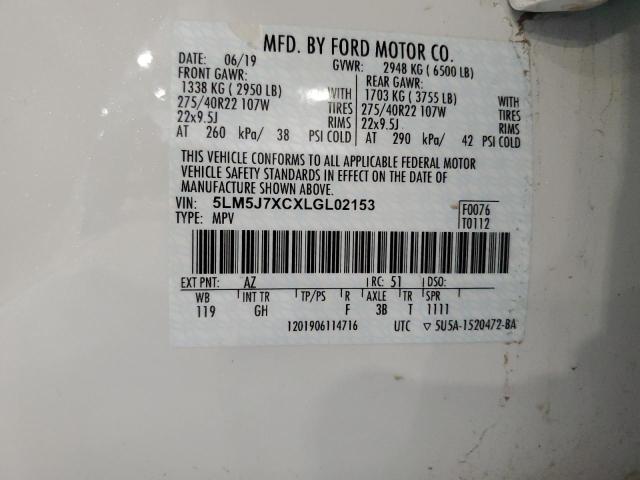 MFD. BY FORD MOTOR CO.
DATE: 06/19 GVWR: 2948 KG ( 6500 LB)
FRONT GAWR: REAR GAWR:
1338 KG ( 2950 LB) WITH 1703 KG ( 3755 LB) WITH
275/40R22 107W TIRES 275/40R22 107W TIRES
22x9.5J RIMS 22x9.5J RIMS
AT 260 kPa/ 38 PSI COLD AT 290 kPa/ 42 PSI COLD
THIS VEHICLE CONFORMS TO ALL APPLICABLE FEDERAL MOTOR
VEHICLE SAFETY STANDARDS IN EFFECT ON THE DATE OF
MANUFACTURE SHOWN ABOVE.
VIN: 5LM5J7XCXLGL02153 F0076
TYPE: MPV T0112
EXT PNT: AZ RC: 51 DSO:
WB INT TR TP/PS R AXLE TR SPR
119 GH F 3B T 1111
1201906114716 UTC ▽ 5U5A-1520472-BA